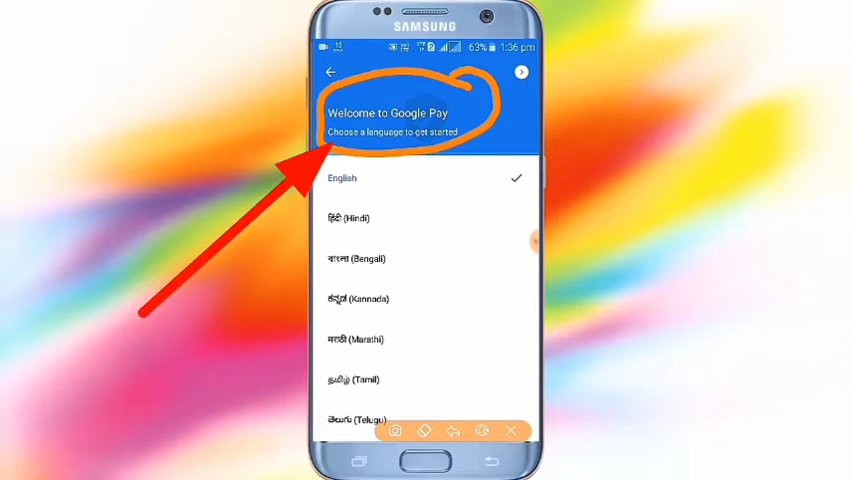 SAMSUNG
63% 1:36 pm
Welcome to Google Pay
Choose a language to get started
English
हिंदी (Hindi)
বাংলা (Bengali)
ಕನ್ನಡ (Kannada)
मराठी (Marathi)
தமிழ் (Tamil)
తెలుగు (Telugu)